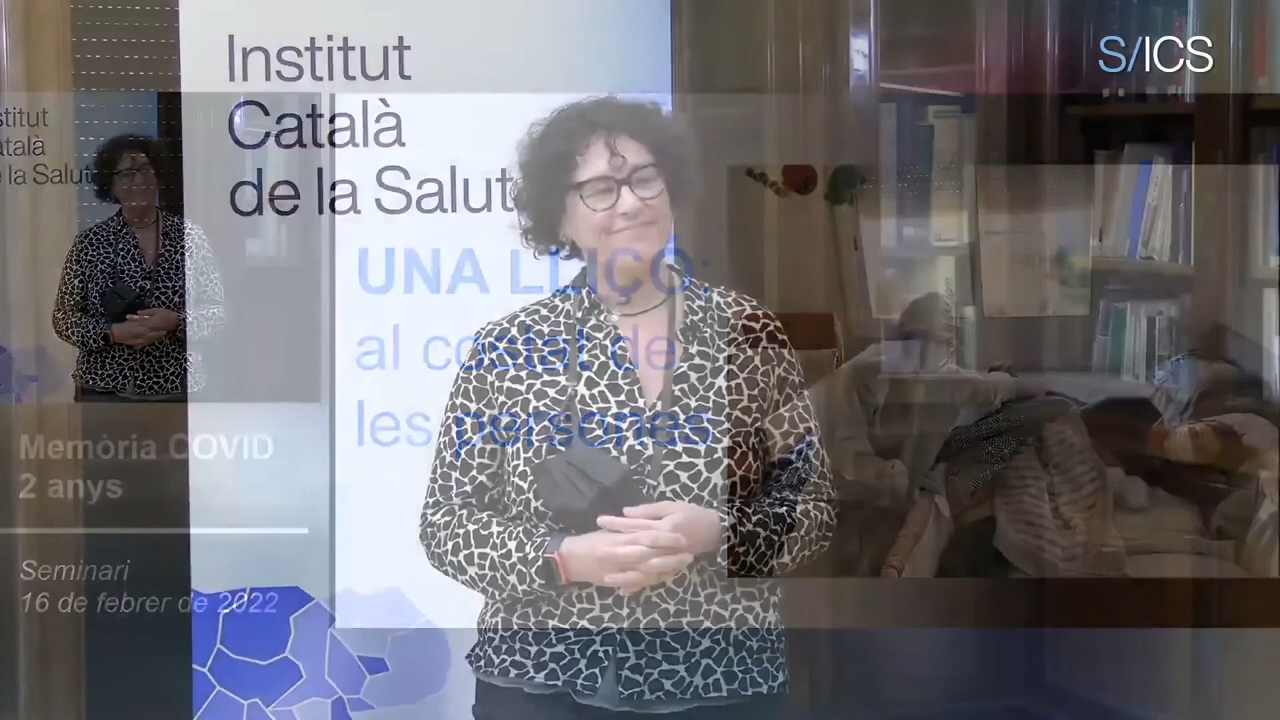 S/ICS
Institut
Català
de la Salut
stitut
atalà
e la Salut
UNA LLIÇÓ.
al costat de
les persones
Memòria COVID
2 anys
Seminari
16 de febrer de 2022